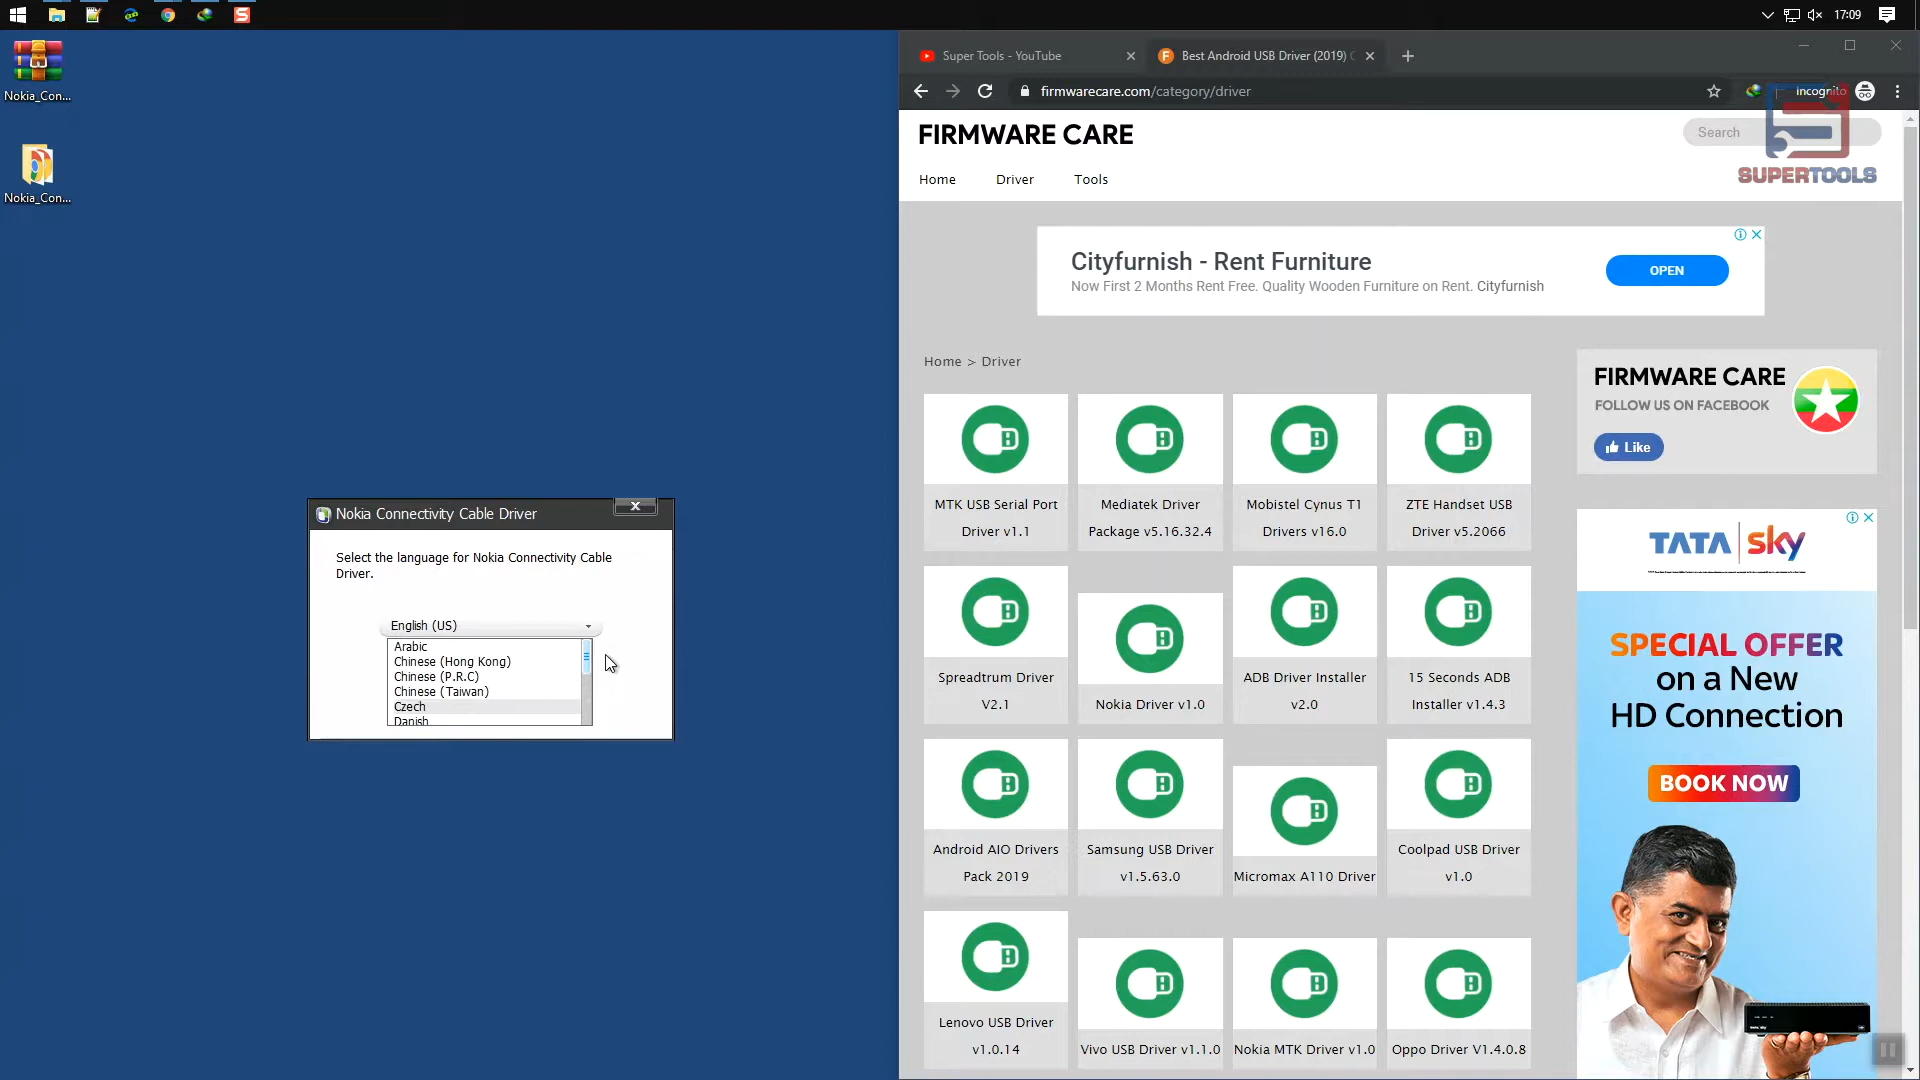 17:09
Nokia_Con...
Nokia_Con...
Super Tools - YouTube
Best Android USB Driver (2019)
firmwarecare.com/category/driver
Incognito
FIRMWARE CARE
Search
SUPERTOOLS
Home
Driver
Tools
Cityfurnish - Rent Furniture
Now First 2 Months Rent Free. Quality Wooden Furniture on Rent. Cityfurnish
OPEN
Home > Driver
MTK USB Serial Port
Driver v1.1
Mediatek Driver
Package v5.16.32.4
Mobistel Cynus T1
Drivers v16.0
ZTE Handset USB
Driver v5.2066
Spreadtrum Driver
V2.1
Nokia Driver v1.0
ADB Driver Installer
v2.0
15 Seconds ADB
Installer v1.4.3
Android AIO Drivers
Pack 2019
Samsung USB Driver
v1.5.63.0
Micromax A110 Driver
Coolpad USB Driver
v1.0
Lenovo USB Driver
v1.0.14
Vivo USB Driver v1.1.0
Nokia MTK Driver v1.0
Oppo Driver V1.4.0.8
FIRMWARE CARE
FOLLOW US ON FACEBOOK
Like
TATA sky
SPECIAL OFFER
on a New
HD Connection
BOOK NOW
Nokia Connectivity Cable Driver
Select the language for Nokia Connectivity Cable
Driver.
English (US)
Arabic
Chinese (Hong Kong)
Chinese (P.R.C)
Chinese (Taiwan)
Czech
Danish